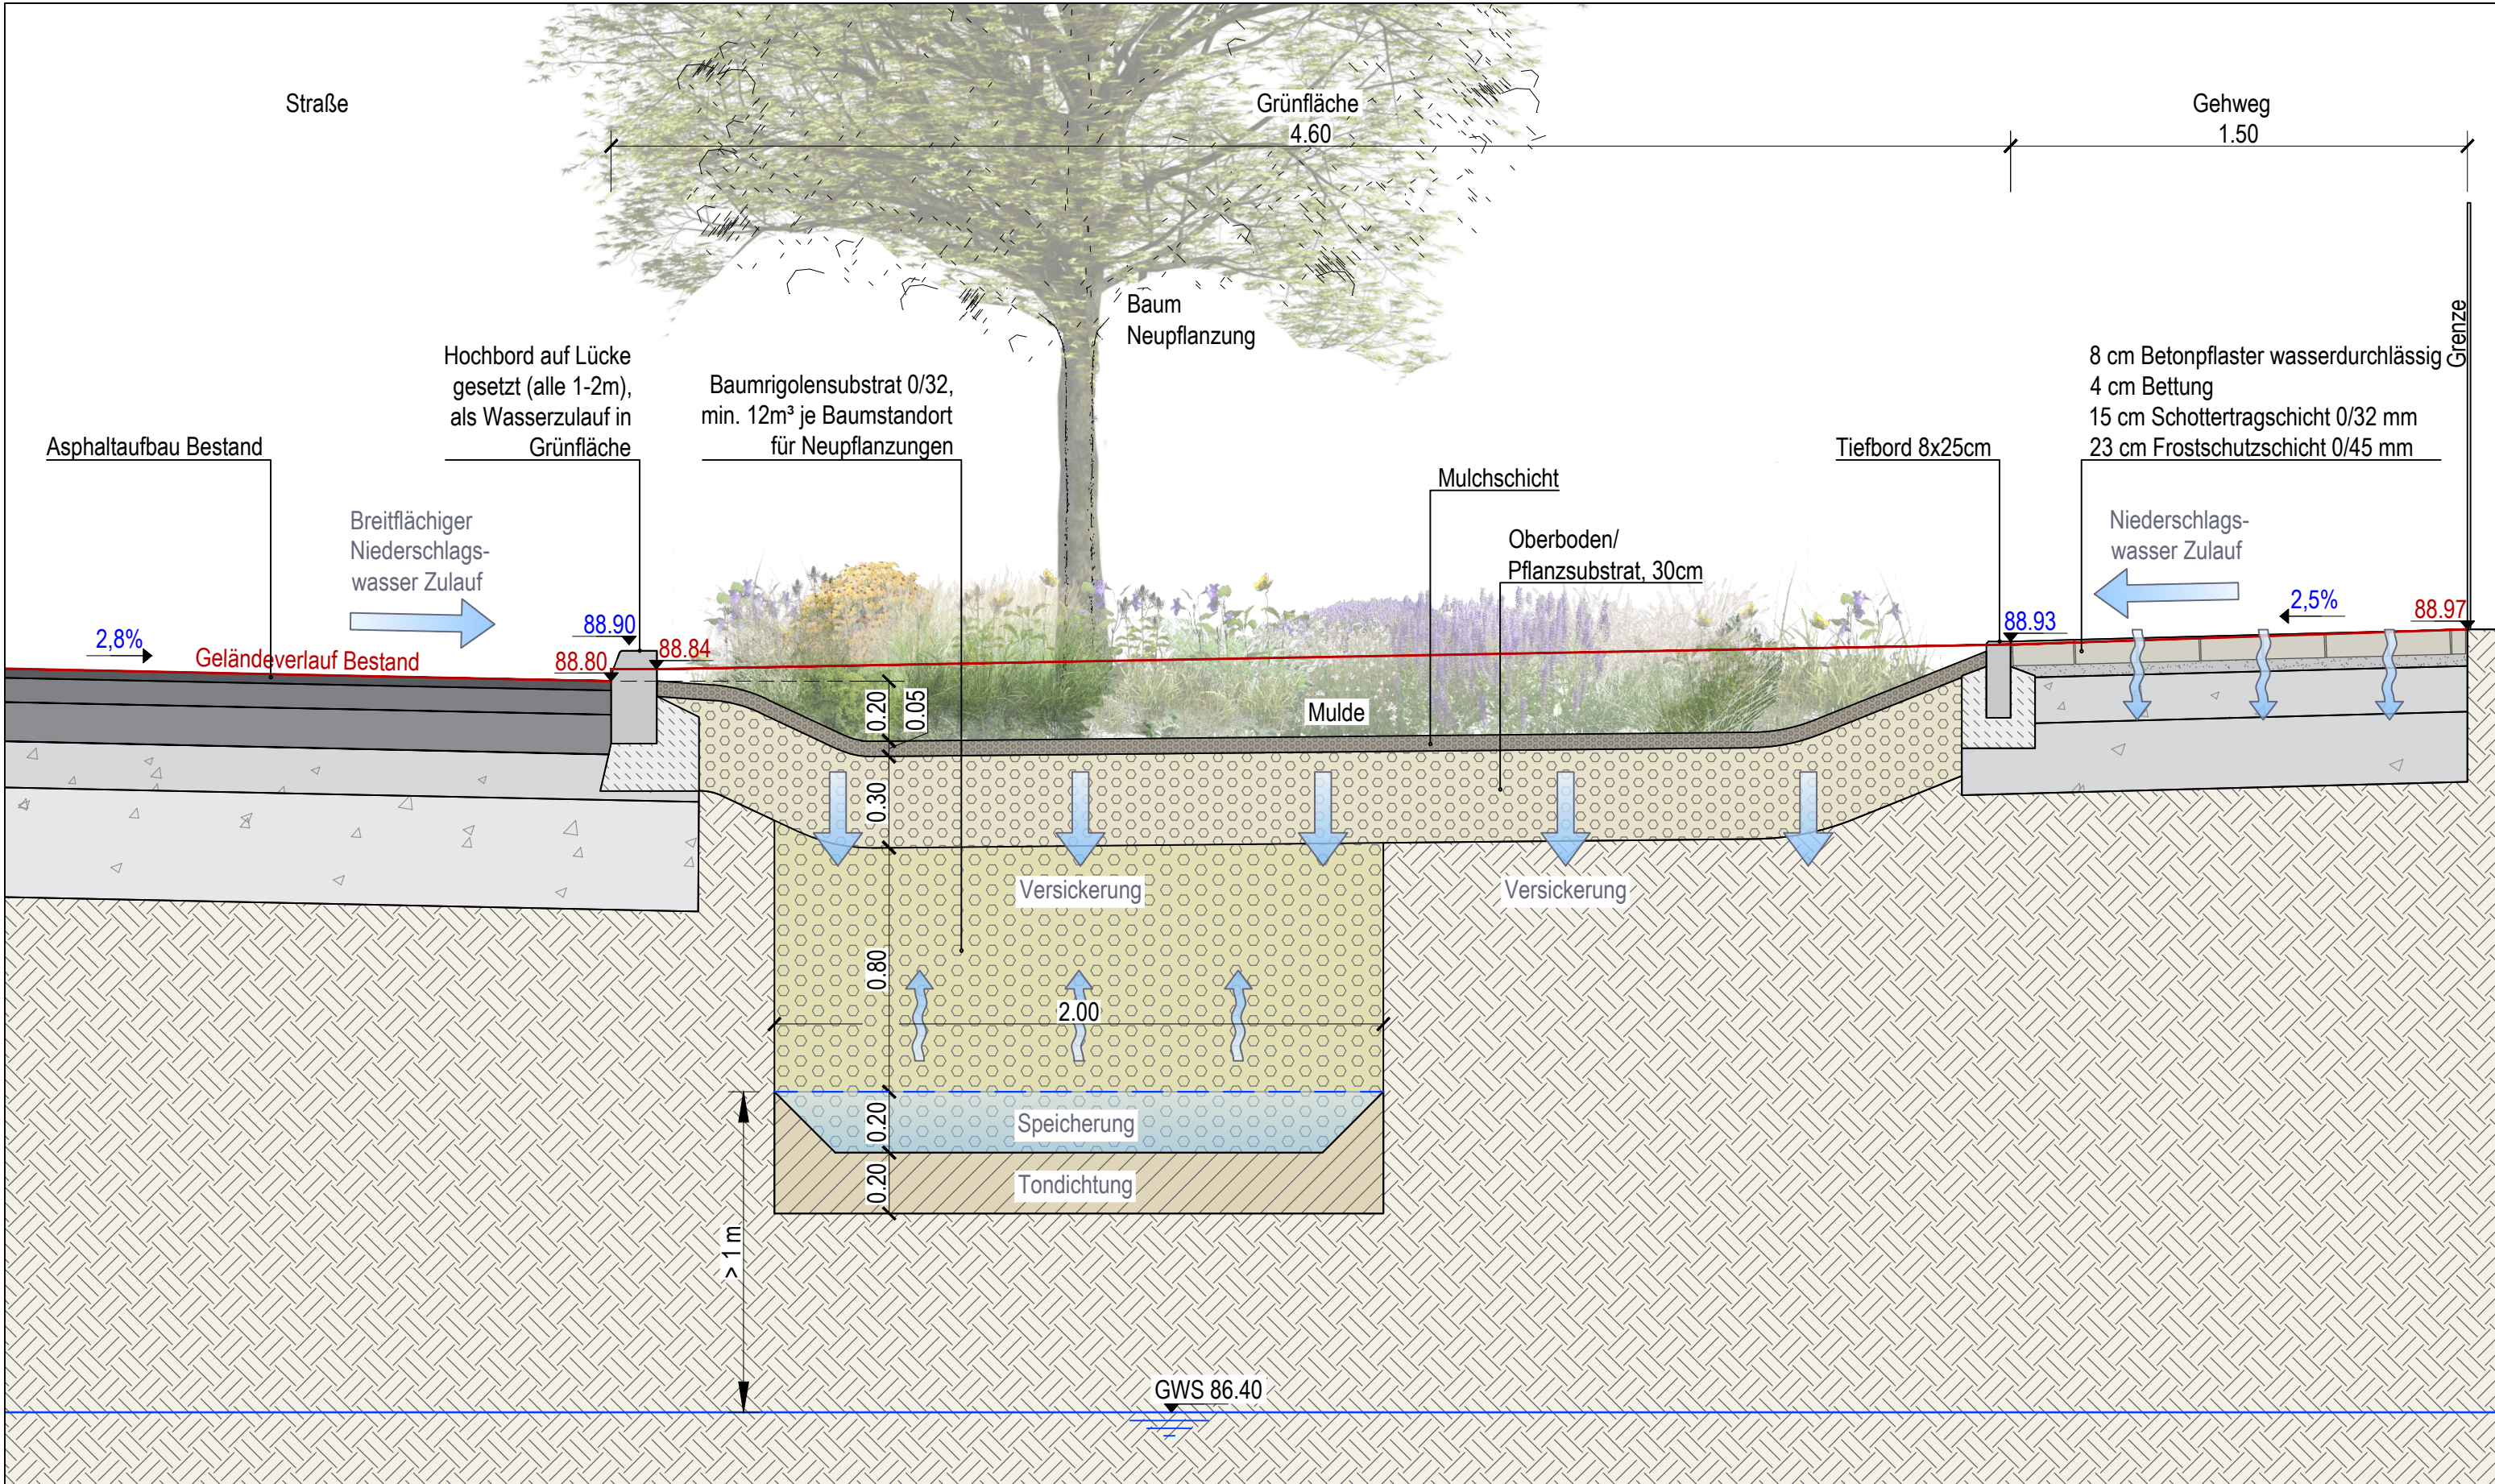 Straße
Grünfläche
4.60
Gehweg
1.50
Baum
Neupflanzung
Grenze
Hochbord auf Lücke
gesetzt (alle 1-2m),
als Wasserzulauf in
Grünfläche
Baumrigolensubstrat 0/32,
min. 12m³ je Baumstandort
für Neupflanzungen
8 cm Betonpflaster wasserdurchlässig
4 cm Bettung
15 cm Schottertragschicht 0/32 mm
23 cm Frostschutzschicht 0/45 mm
Asphaltaufbau Bestand
Tiefbord 8x25cm
Mulchschicht
Oberboden/
Pflanzsubstrat, 30cm
Breitflächiger
Niederschlags-
wasser Zulauf
Niederschlags-
wasser Zulauf
2,8%
88.90
88.84
88.80
Geländeverlauf Bestand
88.93
2,5%
88.97
0.20
0.05
Mulde
0.30
Versickerung
Versickerung
0.80
2.00
0.20
Speicherung
0.20
Tondichtung
> 1 m
GWS 86.40